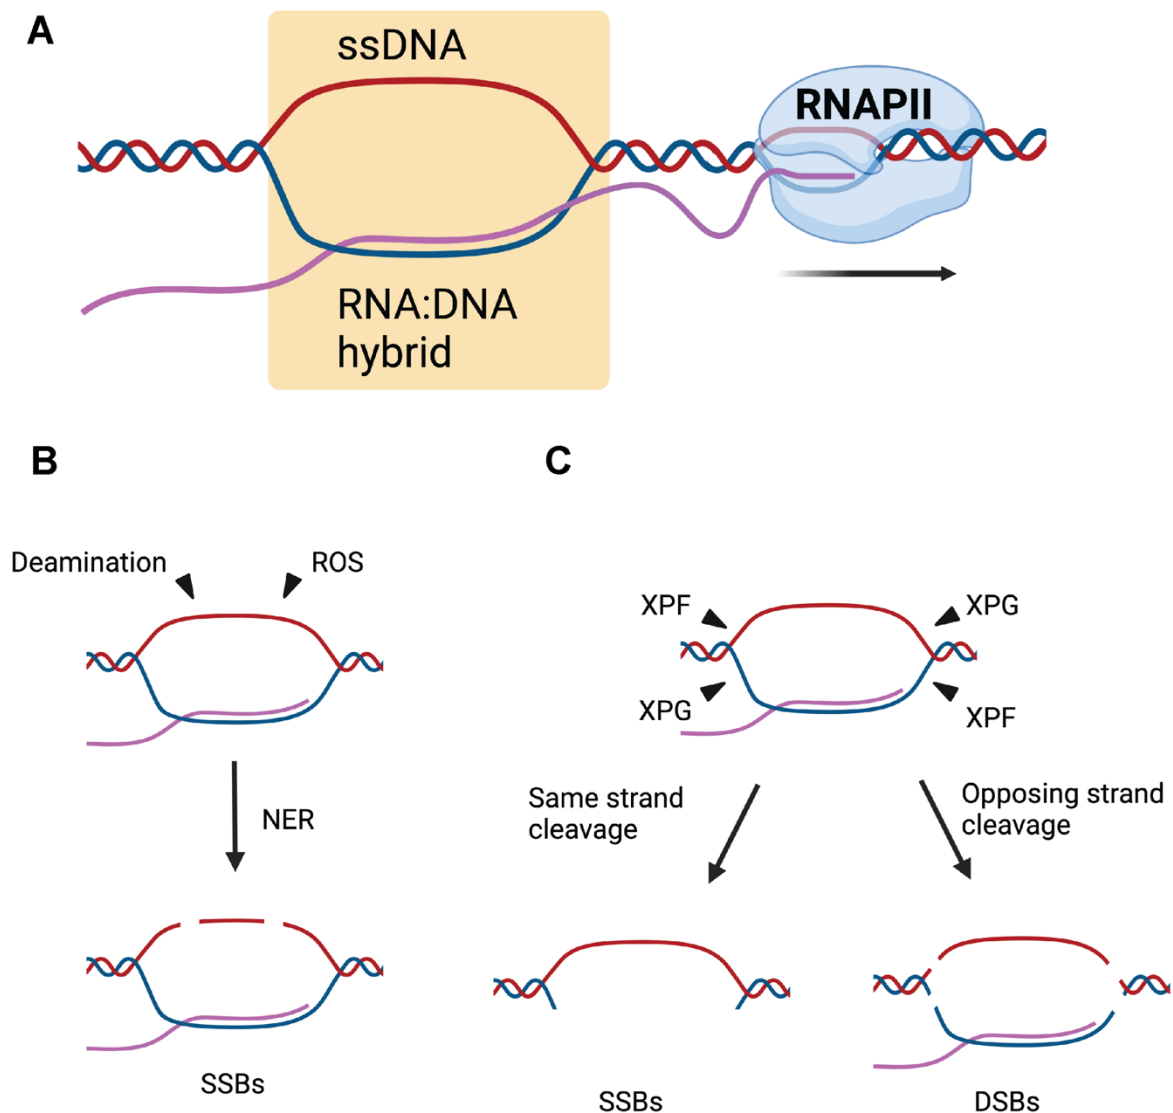 A
ssDNA
RNAPII
RNA:DNA
hybrid
B
Deamination
ROS
NER
SSBs
C
XPF
XPG
XPG
XPF
Same strand
cleavage
Opposing strand
cleavage
SSBs
DSBs